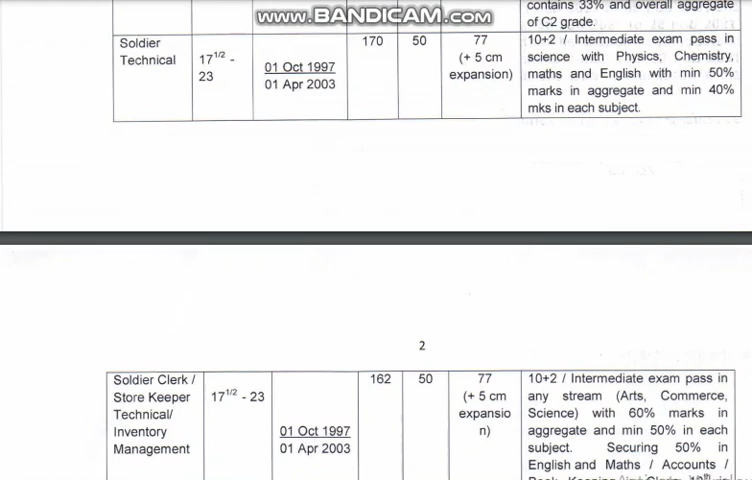 www.BANDICAM.com
contains 33% and overall aggregate
of C2 grade.
Soldier
Technical
17 1/2 -
23
01 Oct 1997
01 Apr 2003
170
50
77
(+ 5 cm
expansion)
10+2 / Intermediate exam pass in
science with Physics, Chemistry,
maths and English with min 50%
marks in aggregate and min 40%
mks in each subject.
2
Soldier Clerk /
Store Keeper
Technical/
Inventory
Management
17 1/2 - 23
01 Oct 1997
01 Apr 2003
162
50
77
(+ 5 cm
expansio
n)
10+2 / Intermediate exam pass in
any stream (Arts, Commerce,
Science) with 60% marks in
aggregate and min 50% in each
subject. Securing 50% in
English and Maths / Accounts /